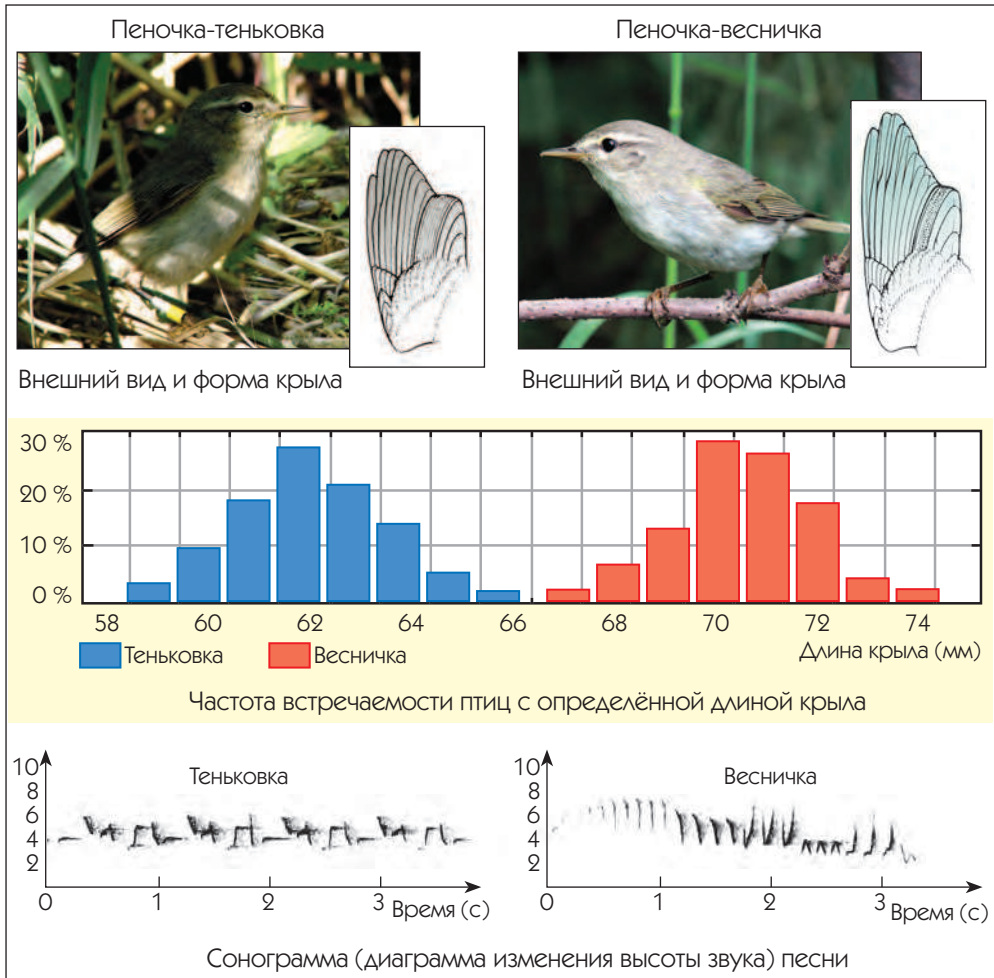 Пеночка-теньковка
Пеночка-весничка
Внешний вид и форма крыла
Внешний вид и форма крыла
30 %
20 %
10 %
0 %
58 60 62 64 66 68 70 72 74
Теньковка Весничка Длина крыла (мм)
Частота встречаемости птиц с определённой длиной крыла
Теньковка
10
8
6
4
2
0 1 2 3 Время (с)
Весничка
10
8
6
4
2
0 1 2 3 Время (с)
Сонограмма (диаграмма изменения высоты звука) песни